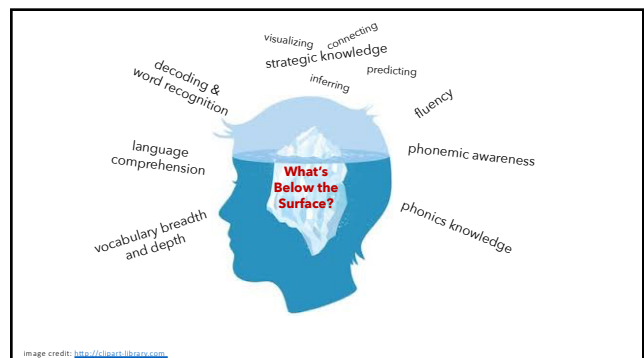 visualizing
connecting
strategic knowledge
inferring
predicting
decoding &
word recognition
fluency
language
comprehension
phonemic awareness
vocabulary breadth
and depth
phonics knowledge
What's
Below the
Surface?
image credit: http://clipart-library.com